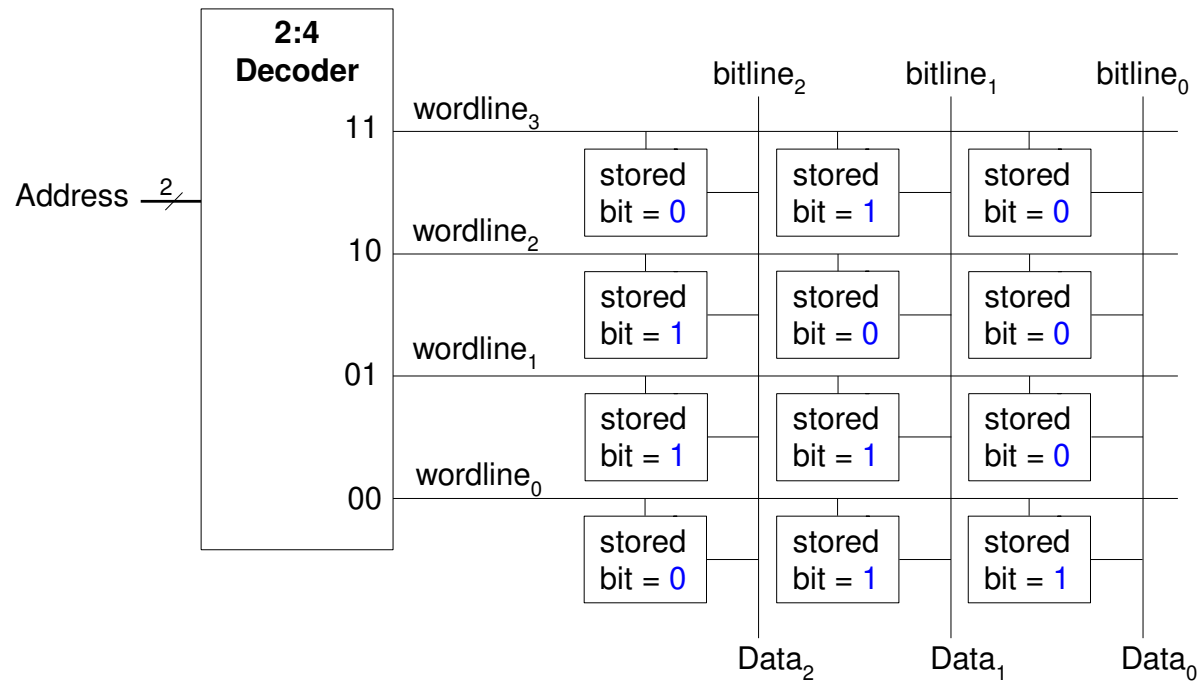 2:4
Decoder
bitline₂ bitline₁ bitline₀
wordline₃
11
stored stored stored
bit = 0 bit = 1 bit = 0
2
Address
wordline₂
10
stored stored stored
bit = 1 bit = 0 bit = 0
wordline₁
01
stored stored stored
bit = 1 bit = 1 bit = 0
wordline₀
00
stored stored stored
bit = 0 bit = 1 bit = 1
Data₂ Data₁ Data₀